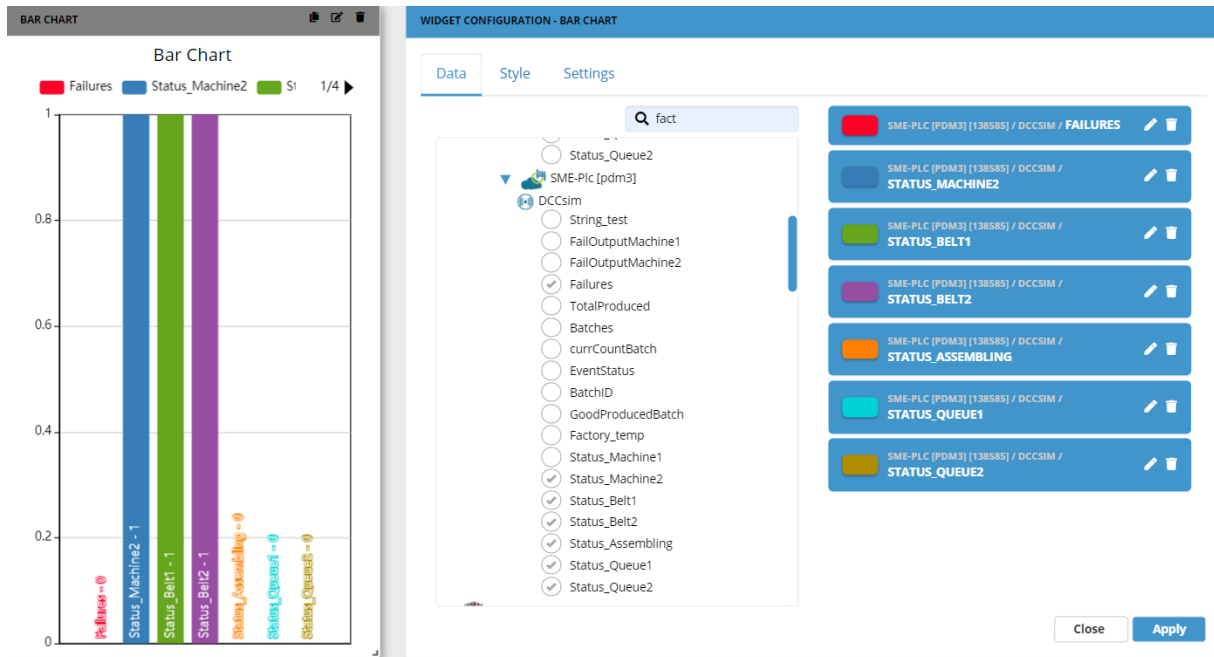 BAR CHART
Bar Chart
Failures Status_Machine2 1/4
1
0.8
0.6
0.4
0.2
0
Failures - 0
Status_Machine2 - 1
Status_Belt1 - 1
Status_Belt2 - 1
Status_Assembling - 0
Status_Queue1 - 0
Status_Queue2 - 0
WIDGET CONFIGURATION - BAR CHART
Data Style Settings
fact
Status_Queue2
SME-Plc [pdm3]
DCCsim
String_test
FailOutputMachine1
FailOutputMachine2
Failures
TotalProduced
Batches
currCountBatch
EventStatus
BatchID
GoodProducedBatch
Factory_temp
Status_Machine1
Status_Machine2
Status_Belt1
Status_Belt2
Status_Assembling
Status_Queue1
Status_Queue2
SME-PLC [PDM3] [138585] / DCCSIM / FAILURES
SME-PLC [PDM3] [138585] / DCCSIM /
STATUS_MACHINE2
SME-PLC [PDM3] [138585] / DCCSIM /
STATUS_BELT1
SME-PLC [PDM3] [138585] / DCCSIM /
STATUS_BELT2
SME-PLC [PDM3] [138585] / DCCSIM /
STATUS_ASSEMBLING
SME-PLC [PDM3] [138585] / DCCSIM /
STATUS_QUEUE1
SME-PLC [PDM3] [138585] / DCCSIM /
STATUS_QUEUE2
Close Apply